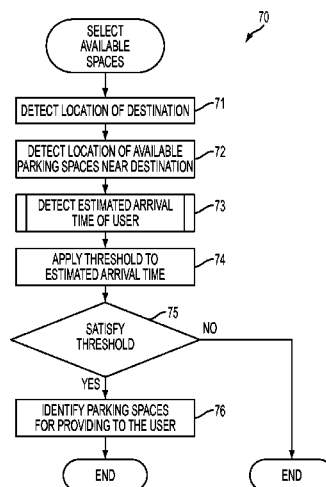 SELECT
AVAILABLE
SPACES
70
DETECT LOCATION OF DESTINATION
71
DETECT LOCATION OF AVAILABLE
PARKING SPACES NEAR DESTINATION
72
DETECT ESTIMATED ARRIVAL
TIME OF USER
73
APPLY THRESHOLD TO
ESTIMATED ARRIVAL TIME
74
SATISFY
THRESHOLD
75
NO
YES
IDENTIFY PARKING SPACES
FOR PROVIDING TO THE USER
76
END
END